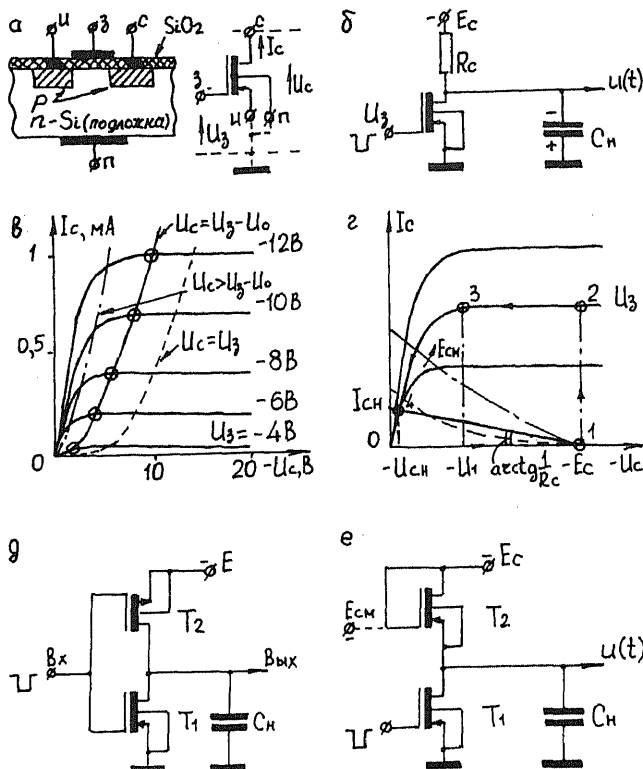 а
и
з
с
SiO₂
P
n-Si (подложка)
п
с
Ic
з
Uc
и
п
Uз
б
Ec
Rc
u(t)
Uз
Cн
в
Ic, мА
Uc=Uз-U₀
-12В
1
Uc>Uз-U₀
-10В
Uc=Uз
0,5
-8В
-6В
Uз=-4В
0
10
20
-Uc,В
г
Ic
3
2
Uз
Eсн
Iсн
4
1
0
-Uсн
-U₁
arctg 1/Rc
-Ec
-Uc
д
E
T₂
Вх
Вых
T₁
Cн
е
Ec
Eсм
T₂
u(t)
T₁
Cн